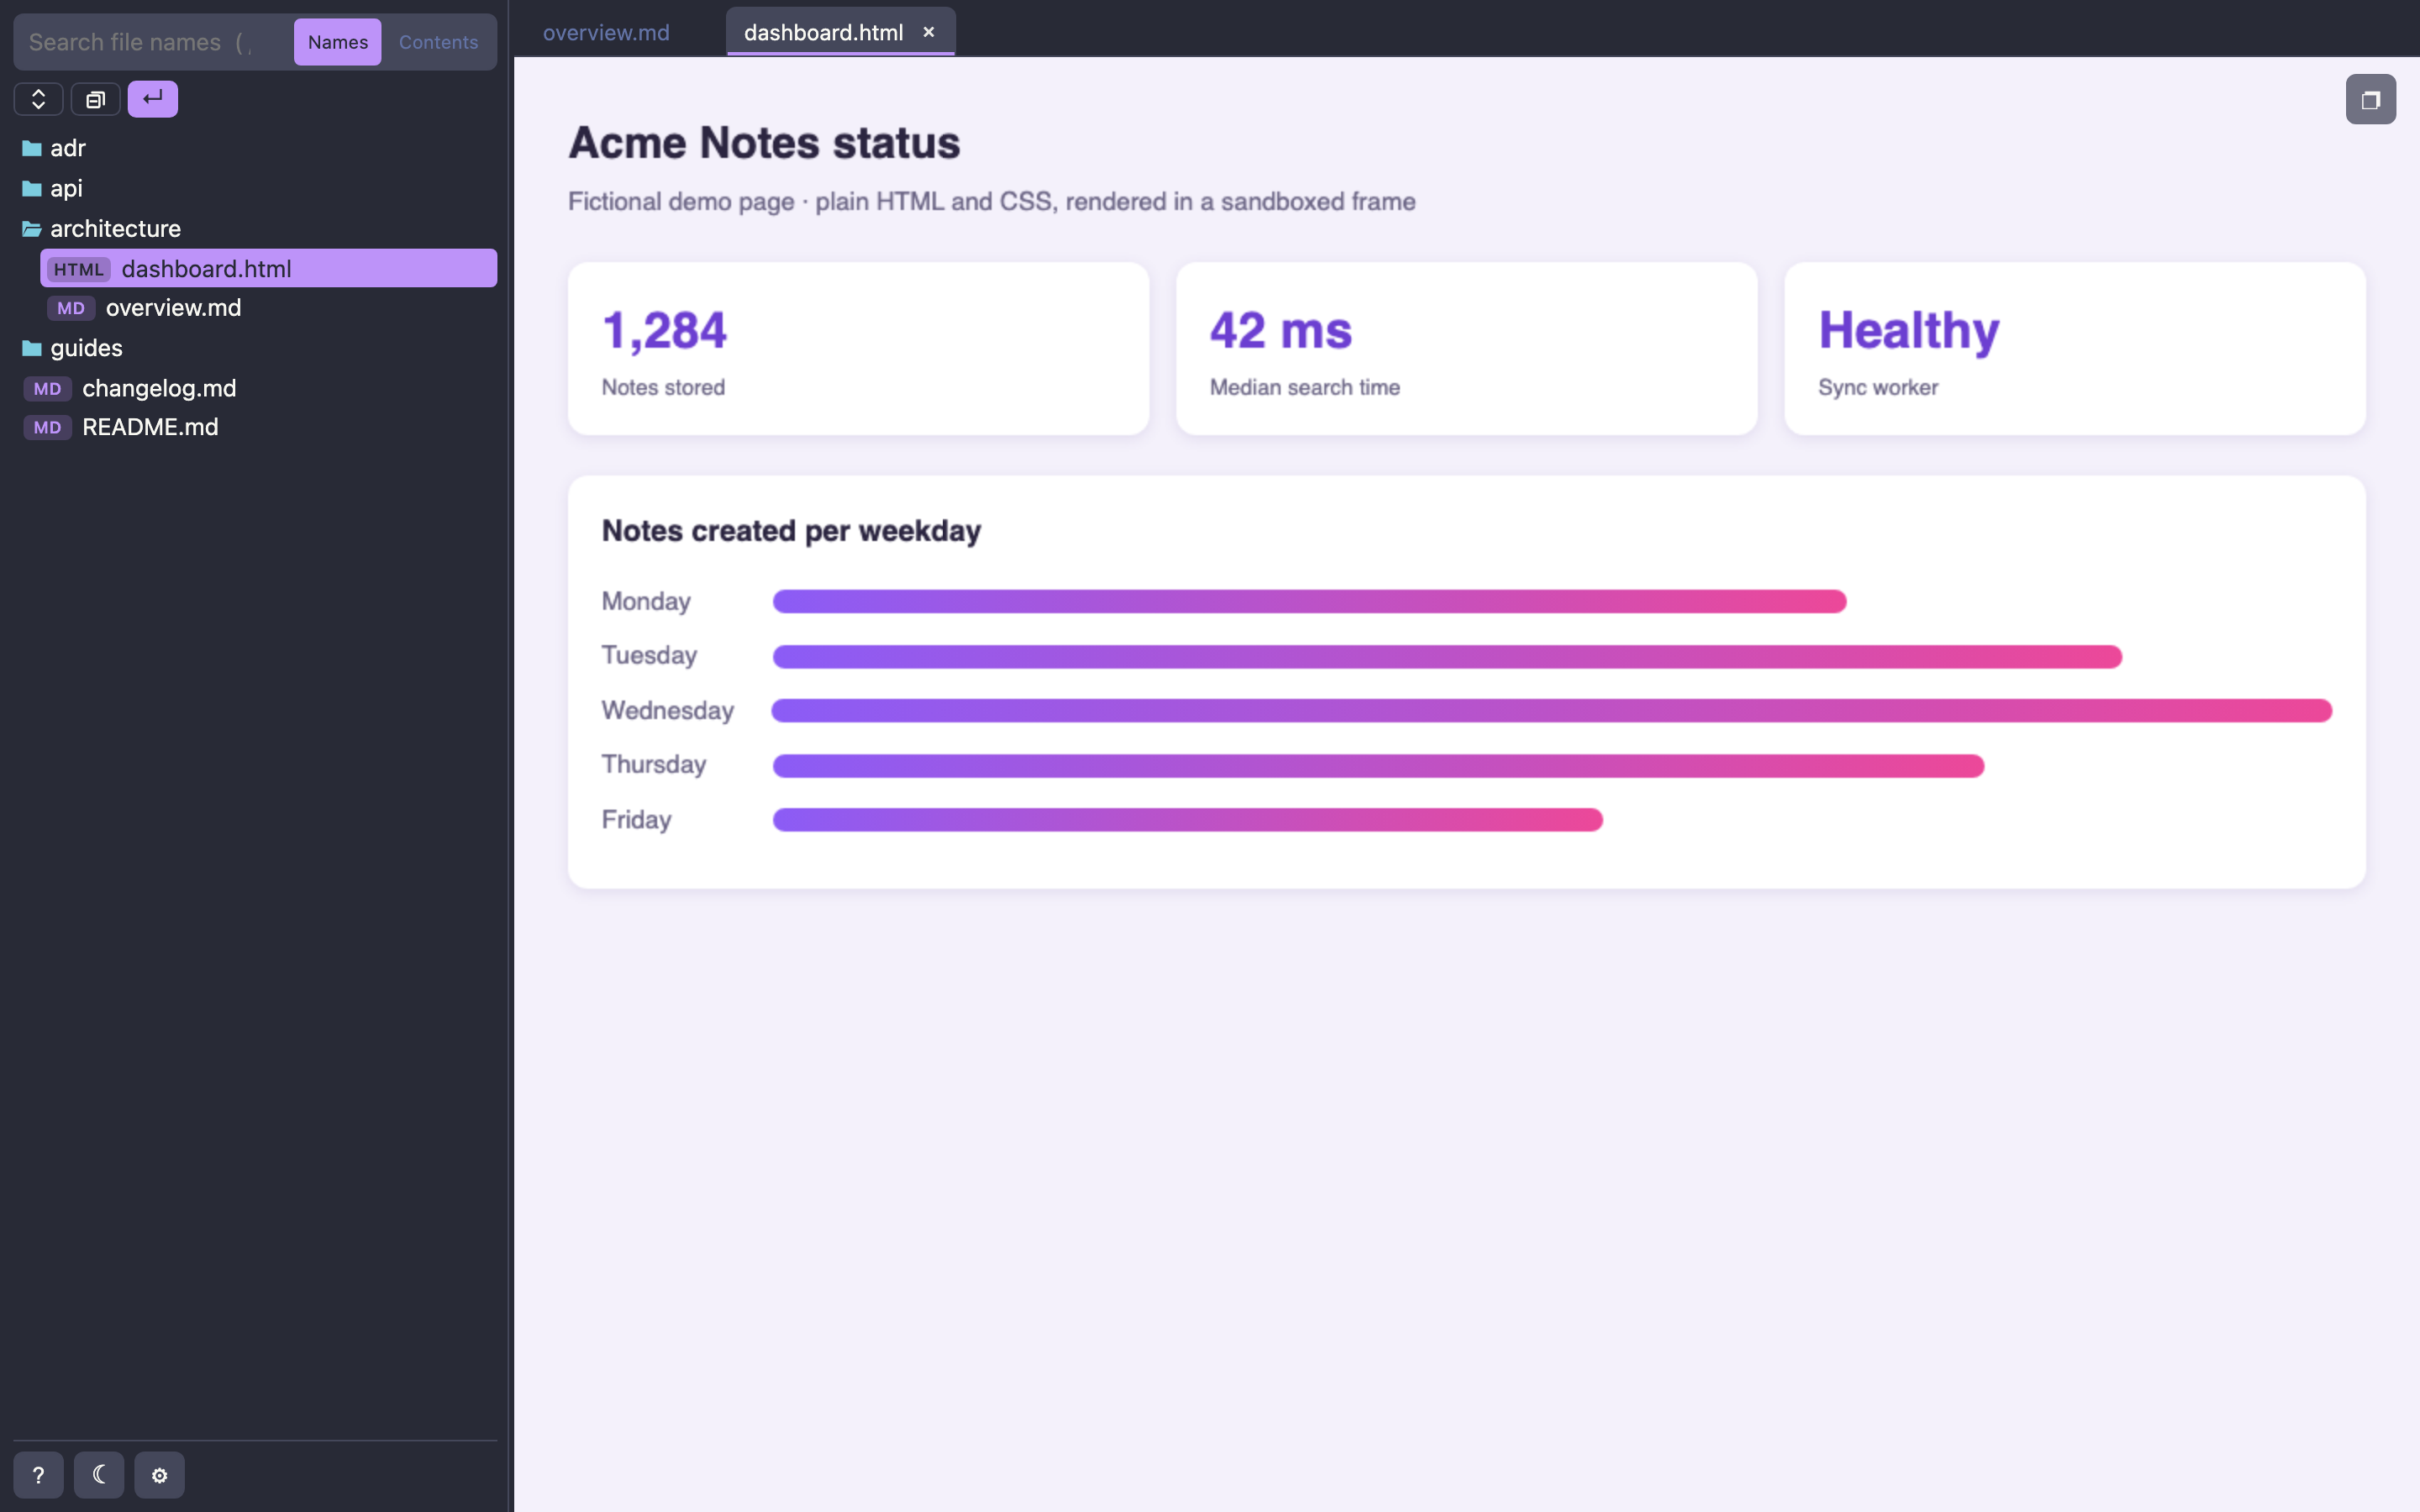 Search file names (
Names
Contents
overview.md
dashboard.html ×
adr
api
architecture
HTML dashboard.html
MD overview.md
guides
MD changelog.md
MD README.md
?
Acme Notes status
Fictional demo page · plain HTML and CSS, rendered in a sandboxed frame
1,284
Notes stored
42 ms
Median search time
Healthy
Sync worker
Notes created per weekday
Monday
Tuesday
Wednesday
Thursday
Friday